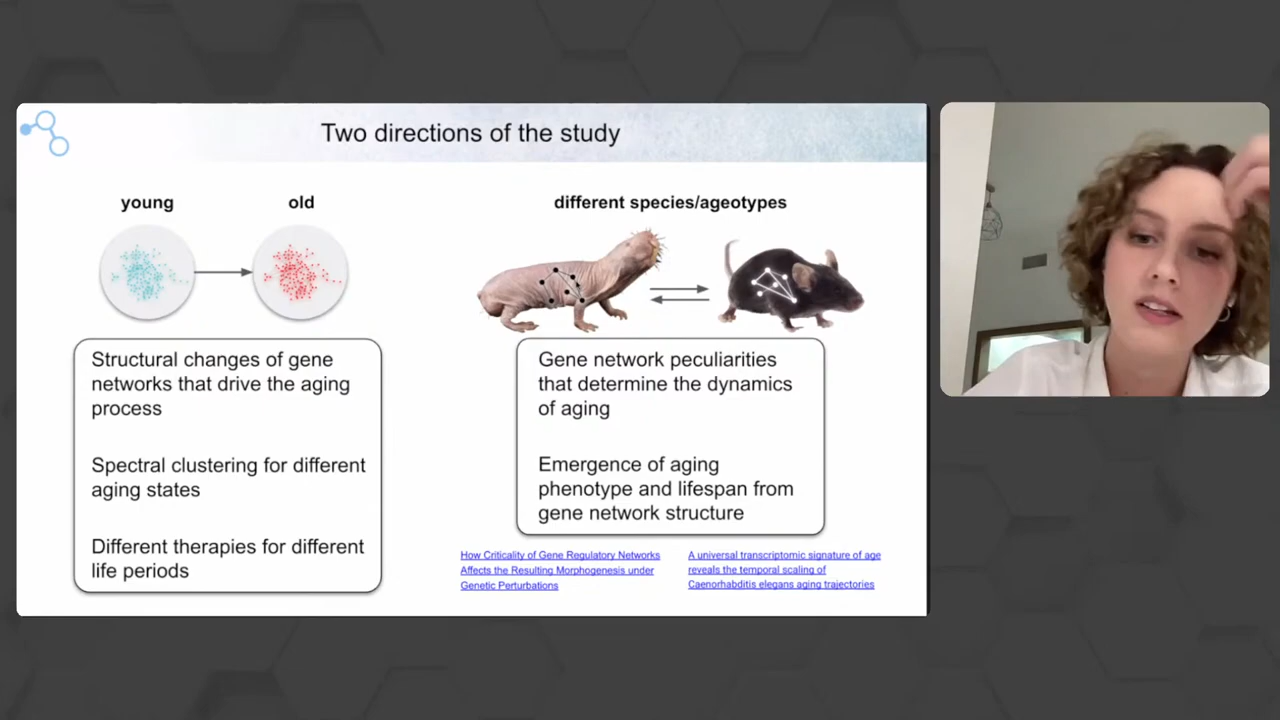 Two directions of the study
young
old
different species/ageotypes
Structural changes of gene
networks that drive the aging
process
Spectral clustering for different
aging states
Different therapies for different
life periods
Gene network peculiarities
that determine the dynamics
of aging
Emergence of aging
phenotype and lifespan from
gene network structure
How Criticality of Gene Regulatory Networks
Affects the Resulting Morphogenesis under
Genetic Perturbations
A universal transcriptomic signature of age
reveals the temporal scaling of
Caenorhabditis elegans aging trajectories